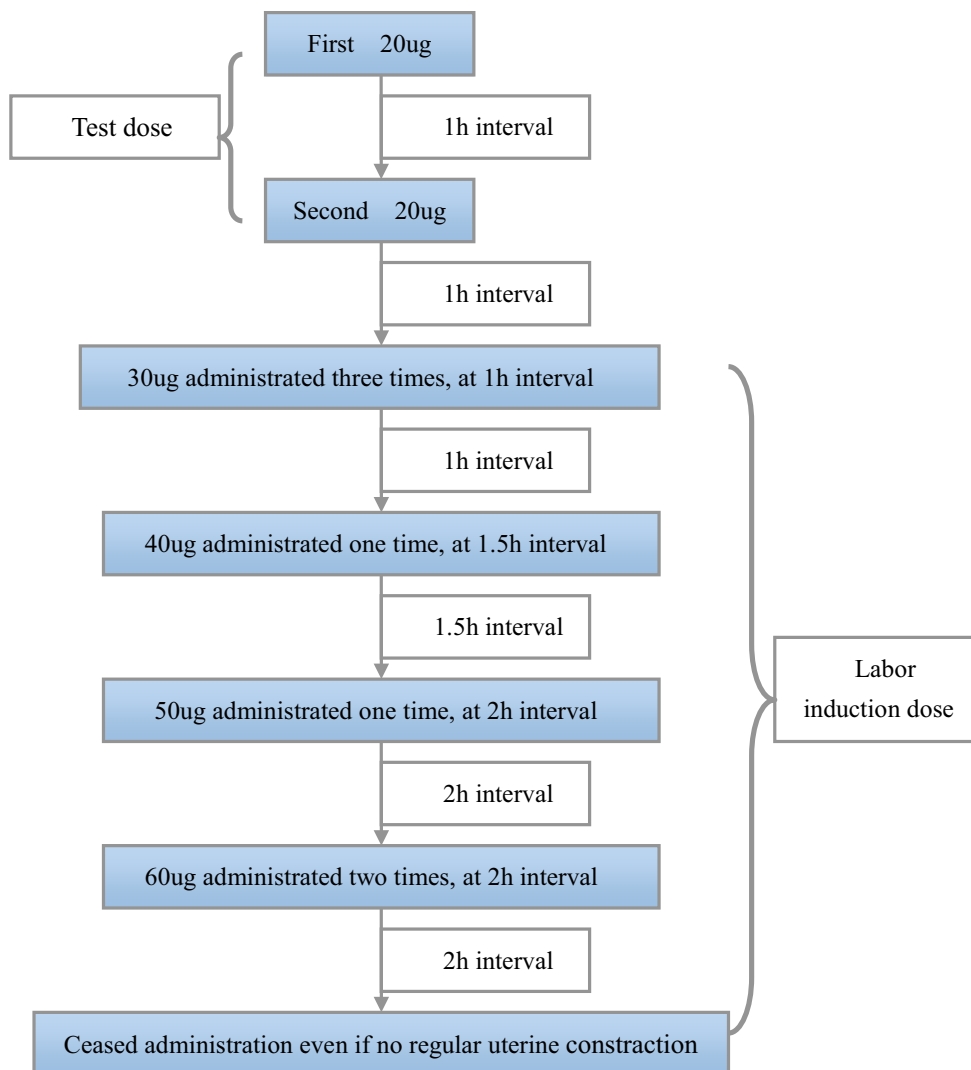 First 20ug
Test dose
1h interval
Second 20ug
1h interval
30ug administrated three times, at 1h interval
1h interval
40ug administrated one time, at 1.5h interval
1.5h interval
Labor
induction dose
50ug administrated one time, at 2h interval
2h interval
60ug administrated two times, at 2h interval
2h interval
Ceased administration even if no regular uterine constraction